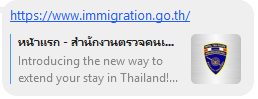 https://www.immigration.go.th/
หน้าแรก - สำนักงานตรวจคนเ...
Introducing the new way to
extend your stay in Thailand!...